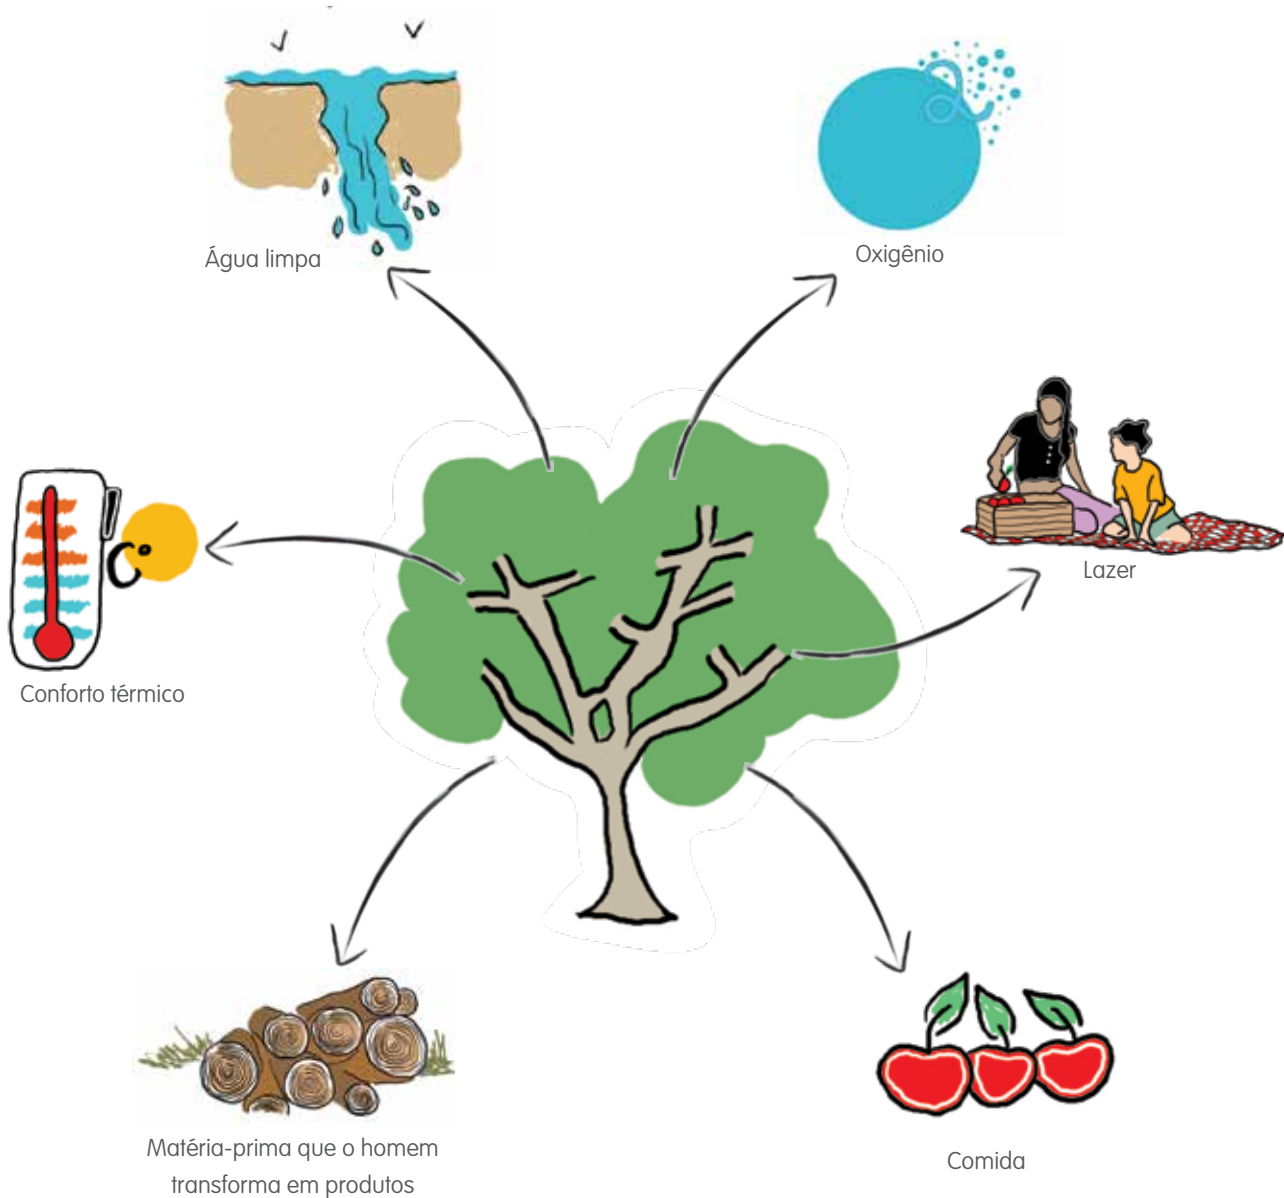 Água limpa
Oxigênio
Lazer
Conforto térmico
Matéria-prima que o homem
transforma em produtos
Comida